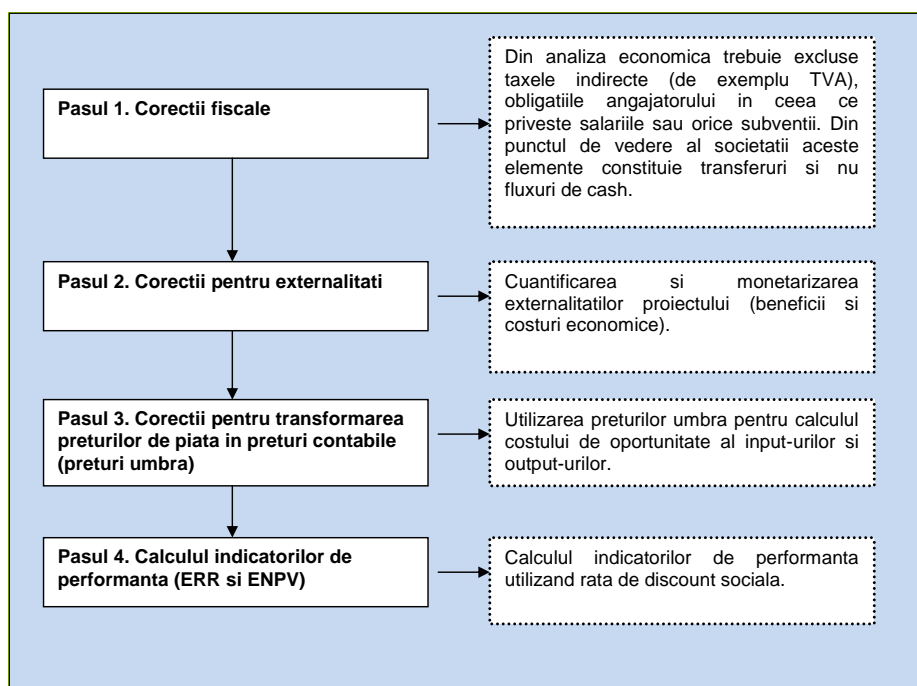 Pasul 1. Corectii fiscale
Din analiza economica trebuie excluse
taxele indirecte (de exemplu TVA),
obligatiile angajatorului in ceea ce
priveste salariile sau orice subventii. Din
punctul de vedere al societatii aceste
elemente constituie transferuri si nu
fluxuri de cash.
Pasul 2. Corectii pentru externalitati
Cuantificarea si monetarizarea
externalitatilor proiectului (beneficii si
costuri economice).
Pasul 3. Corectii pentru transformarea
preturilor de piata in preturi contabile
(preturi umbra)
Utilizarea preturilor umbra pentru calculul
costului de oportunitate al input-urilor si
output-urilor.
Pasul 4. Calculul indicatorilor de
performanta (ERR si ENPV)
Calculul indicatorilor de performanta
utilizand rata de discount sociala.